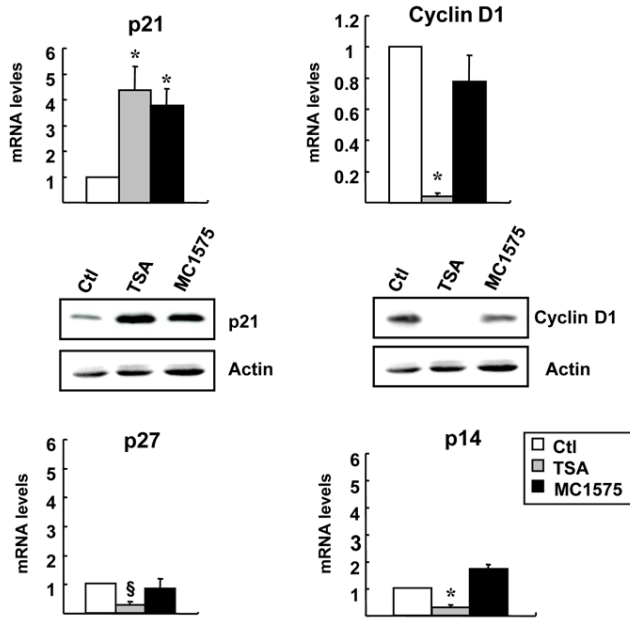 p21
mRNA levles
6
5
4
3
2
1
*
*
Cyclin D1
mRNA levels
1.2
1
0.8
0.6
0.4
0.2
*
Ctl
TSA
MC1575
p21
Actin
Ctl
TSA
MC1575
Cyclin D1
Actin
p27
mRNA levels
6
5
4
3
2
1
§
p14
mRNA levels
6
5
4
3
2
1
*
Ctl
TSA
MC1575